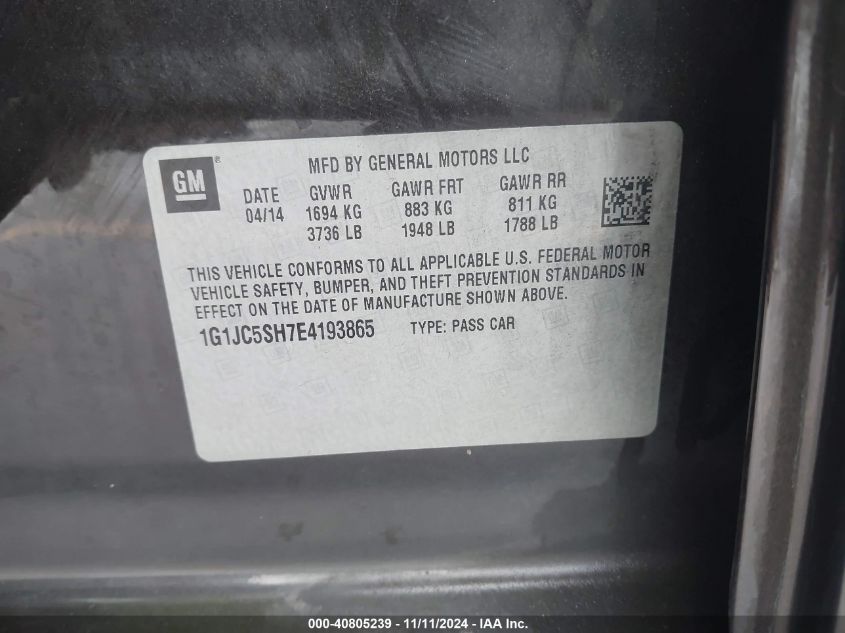 GM®
MFD BY GENERAL MOTORS LLC
DATE GVWR GAWR FRT GAWR RR
04/14 1694 KG 883 KG 811 KG
3736 LB 1948 LB 1788 LB
THIS VEHICLE CONFORMS TO ALL APPLICABLE U.S. FEDERAL MOTOR
VEHICLE SAFETY, BUMPER, AND THEFT PREVENTION STANDARDS IN
EFFECT ON THE DATE OF MANUFACTURE SHOWN ABOVE.
1G1JC5SH7E4193865 TYPE: PASS CAR
000-40805239 - 11/11/2024 - IAA Inc.